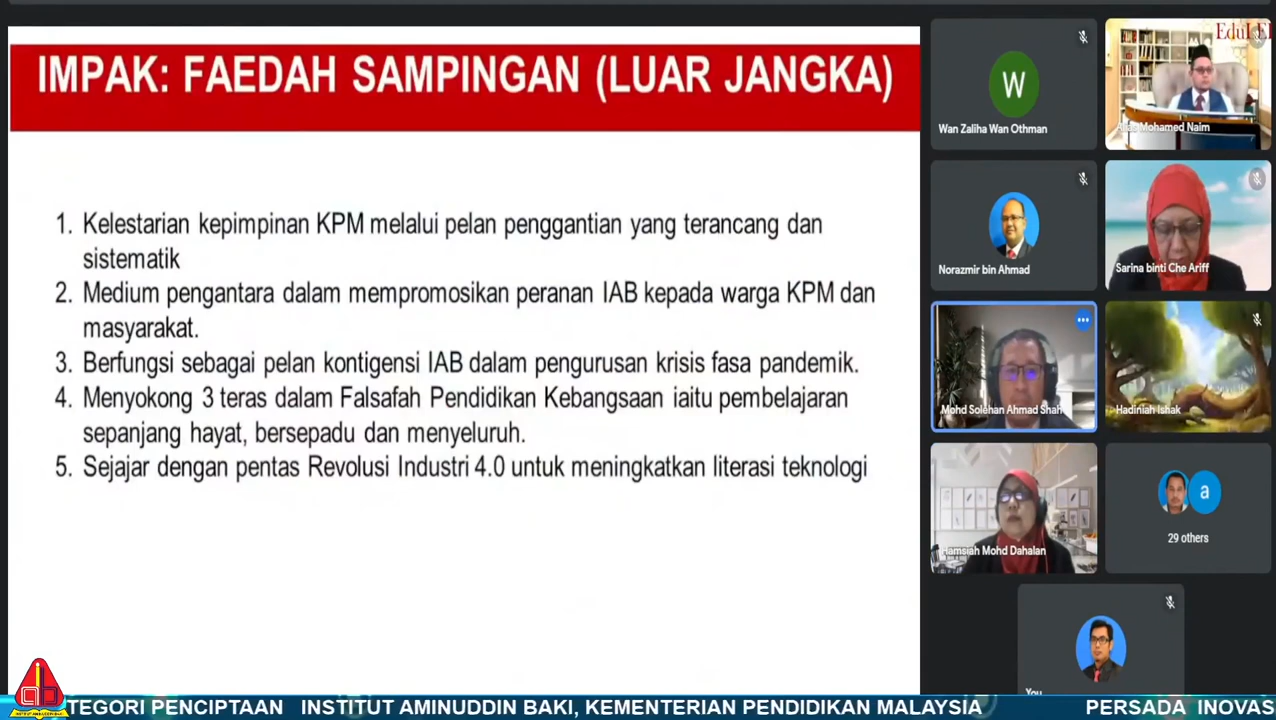 IMPAK: FAEDAH SAMPINGAN (LUAR JANGKA)
1. Kelestarian kepimpinan KPM melalui pelan penggantian yang terancang dan
sistematik
2. Medium pengantara dalam mempromosikan peranan IAB kepada warga KPM dan
masyarakat.
3. Berfungsi sebagai pelan kontigensi IAB dalam pengurusan krisis fasa pandemik.
4. Menyokong 3 teras dalam Falsafah Pendidikan Kebangsaan iaitu pembelajaran
sepanjang hayat, bersepadu dan menyeluruh.
5. Sejajar dengan pentas Revolusi Industri 4.0 untuk meningkatkan literasi teknologi
W
Wan Zaliha Wan Othman
Mohamed Naim
Norazmir bin Ahmad
Sarina binti Che Ariff
Mohd Solehan Ahmad Shah
Hadiniah Ishak
Hamsiah Mohd Dahalan
a
29 others
You
TEGORI PENCIPTAAN INSTITUT AMINUDDIN BAKI, KEMENTERIAN PENDIDIKAN MALAYSIA PERSADA INOVAS